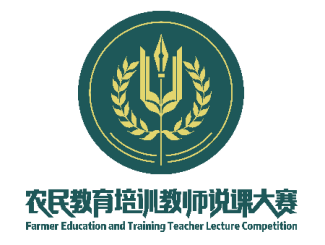 农民教育培训教师说课大赛
Farmer Education and Training Teacher Lecture Competition